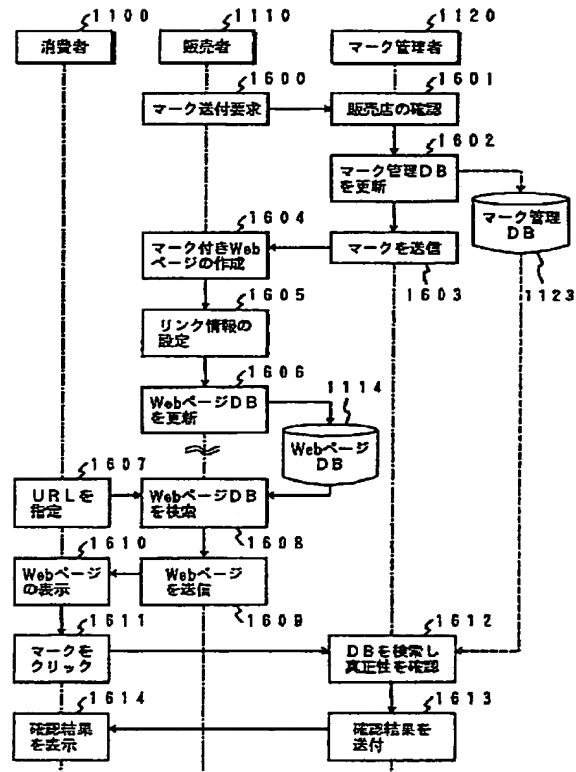 1100
1110
1120
消費者
販売者
マーク管理者
1600
1601
マーク送付要求
販売店の確認
1602
マーク管理DB
を更新
マーク管理
DB
1123
1604
マーク付きWeb
ページの作成
マークを送信
1603
1605
リンク情報の
設定
1606
WebページDB
を更新
1114
Webページ
DB
1607
URLを
指定
WebページDB
を検索
1608
1610
Webページ
の表示
Webページ
を送信
1609
1611
マークを
クリック
1612
DBを検索し
真正性を確認
1614
確認結果
を表示
1613
確認結果を
送付